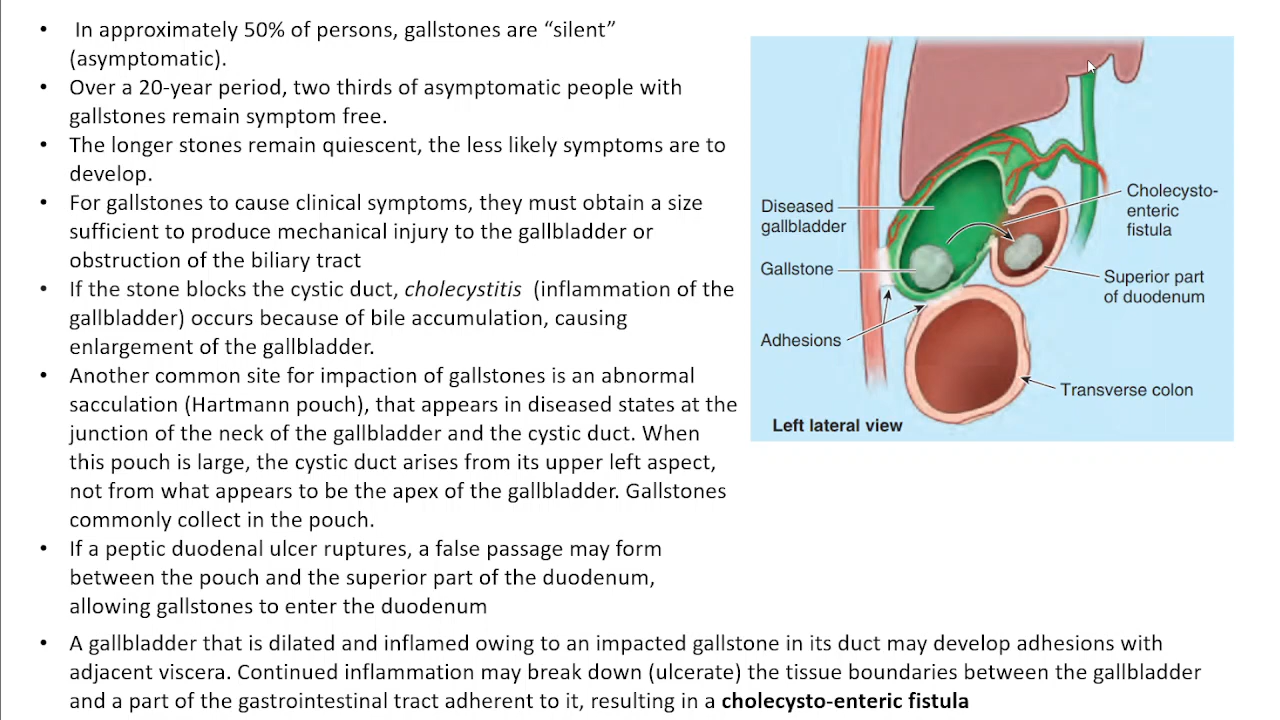 • In approximately 50% of persons, gallstones are “silent”
(asymptomatic).
• Over a 20-year period, two thirds of asymptomatic people with
gallstones remain symptom free.
• The longer stones remain quiescent, the less likely symptoms are to
develop.
• For gallstones to cause clinical symptoms, they must obtain a size
sufficient to produce mechanical injury to the gallbladder or
obstruction of the biliary tract
• If the stone blocks the cystic duct, cholecystitis (inflammation of the
gallbladder) occurs because of bile accumulation, causing
enlargement of the gallbladder.
• Another common site for impaction of gallstones is an abnormal
sacculation (Hartmann pouch), that appears in diseased states at the
junction of the neck of the gallbladder and the cystic duct. When
this pouch is large, the cystic duct arises from its upper left aspect,
not from what appears to be the apex of the gallbladder. Gallstones
commonly collect in the pouch.
• If a peptic duodenal ulcer ruptures, a false passage may form
between the pouch and the superior part of the duodenum,
allowing gallstones to enter the duodenum
• A gallbladder that is dilated and inflamed owing to an impacted gallstone in its duct may develop adhesions with
adjacent viscera. Continued inflammation may break down (ulcerate) the tissue boundaries between the gallbladder
and a part of the gastrointestinal tract adherent to it, resulting in a cholecysto-enteric fistula
Diseased
gallbladder
Gallstone
Adhesions
Cholecysto-
enteric
fistula
Superior part
of duodenum
Transverse colon
Left lateral view